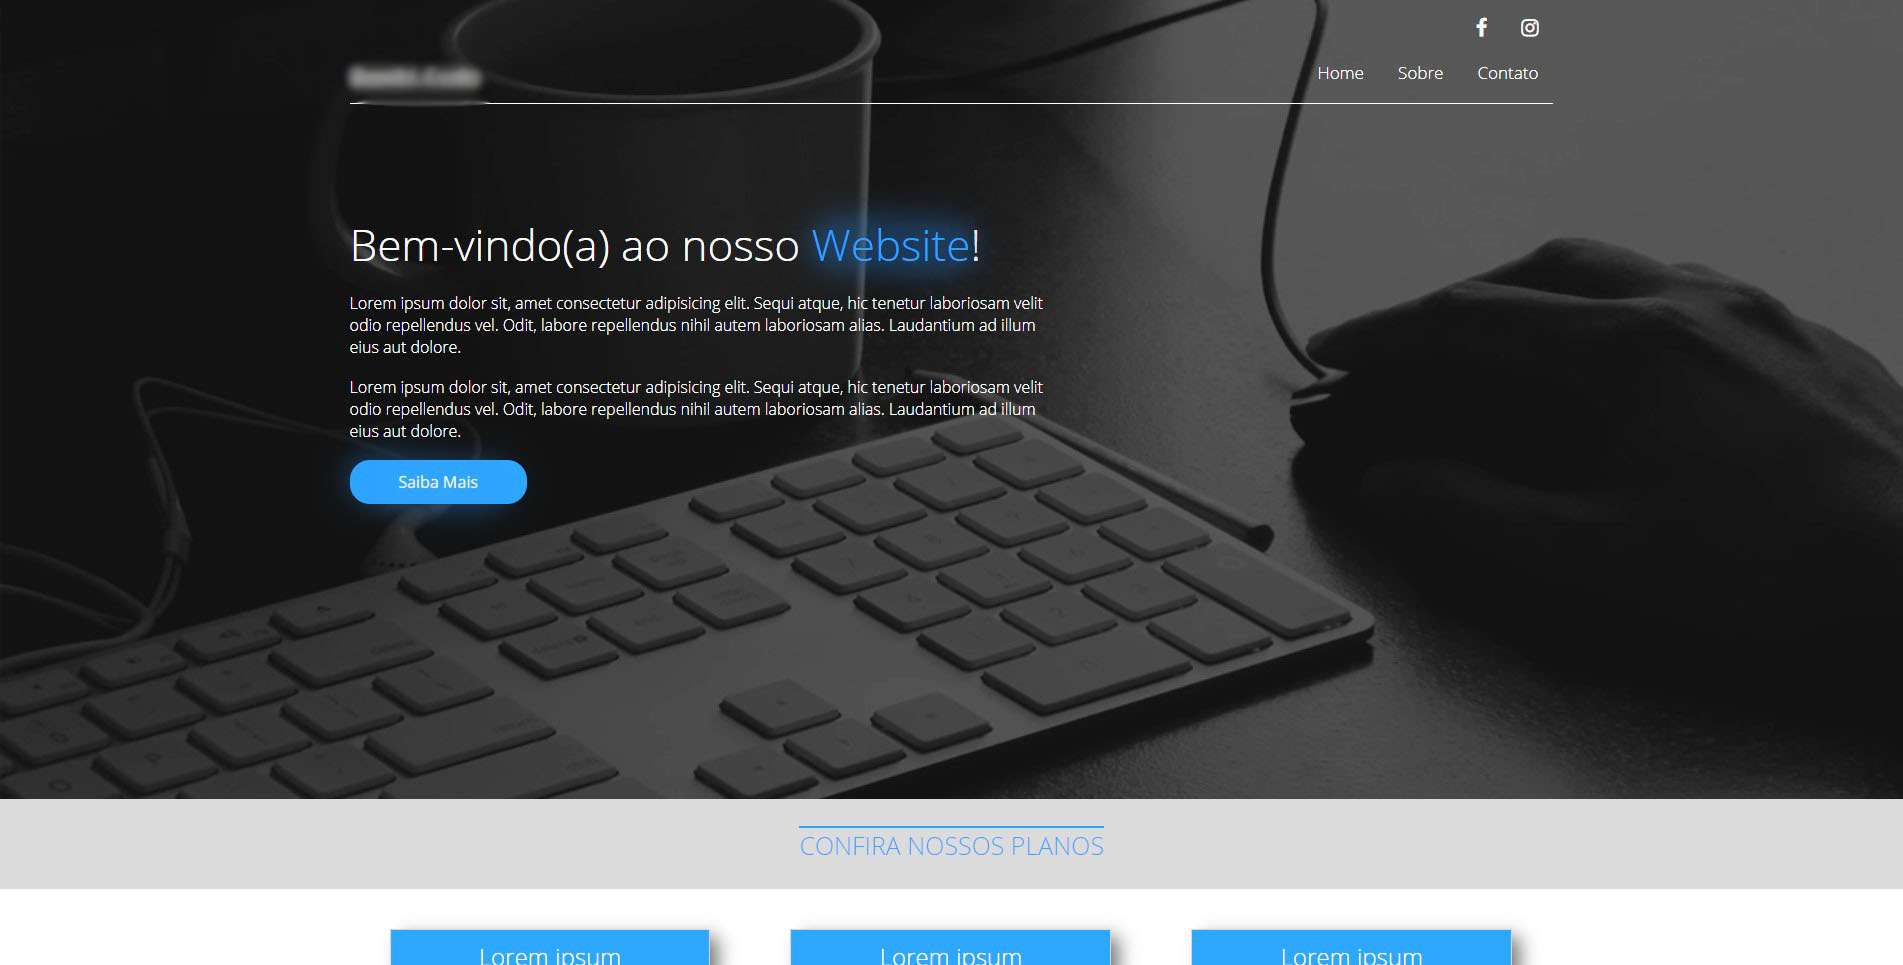 Home Sobre Contato
Bem-vindo(a) ao nosso Website!
Lorem ipsum dolor sit, amet consectetur adipisicing elit. Sequi atque, hic tenetur laboriosam velit
odio repellendus vel. Odit, labore repellendus nihil autem laboriosam alias. Laudantium ad illum
eius aut dolore.
Lorem ipsum dolor sit, amet consectetur adipisicing elit. Sequi atque, hic tenetur laboriosam velit
odio repellendus vel. Odit, labore repellendus nihil autem laboriosam alias. Laudantium ad illum
eius aut dolore.
Saiba Mais
CONFIRA NOSSOS PLANOS
Lorem ipsum Lorem ipsum Lorem ipsum